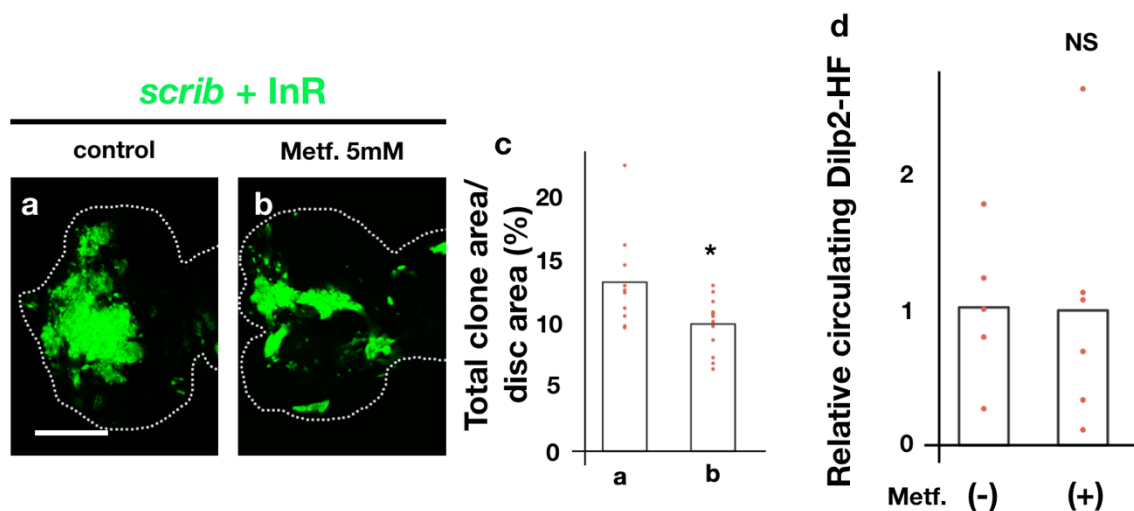 scrib + InR
control
Metf. 5mM
a
b
c
Total clone area/
disc area (%)
20
15
10
5
0
*
a
b
d
NS
Relative circulating Dilp2-HF
2
1
0
Metf.
(-)
(+)